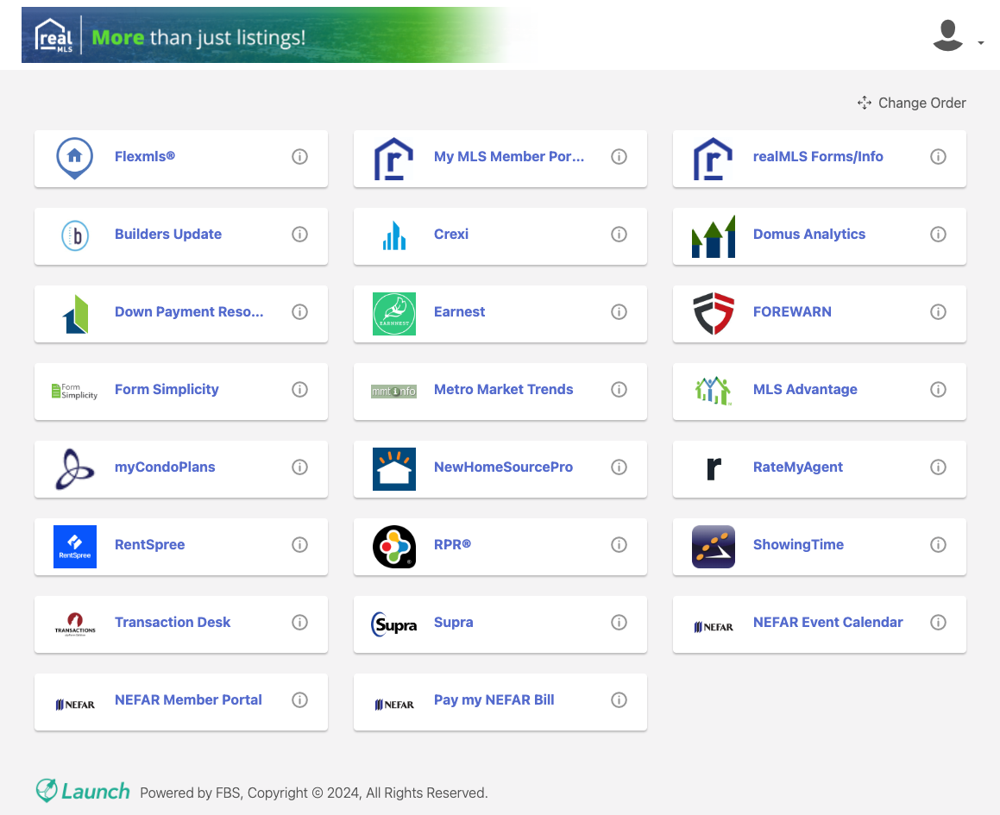 real
MLS
More than just listings!
Change Order
Flexmls®
My MLS Member Por...
realMLS Forms/Info
Builders Update
Crexi
Domus Analytics
Down Payment Reso...
EARNNEST
Earnest
FOREWARN
Form
Simplicity
Form Simplicity
mmtinfo
Metro Market Trends
MLS Advantage
myCondoPlans
NewHomeSourcePro
r
RateMyAgent
RentSpree
RentSpree
RPR®
ShowingTime
TRANSACTIONS
Transaction Desk
Supra
Supra
NEFAR
NEFAR Event Calendar
NEFAR
NEFAR Member Portal
NEFAR
Pay my NEFAR Bill
Launch Powered by FBS, Copyright © 2024, All Rights Reserved.